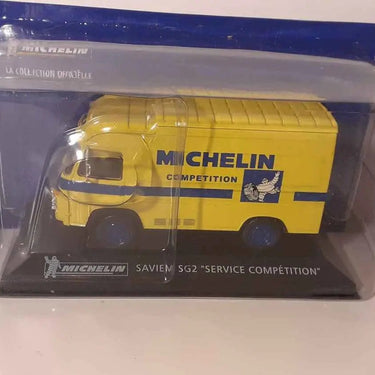 MICHELIN
LA COLLECTION OFFICIELLE
MICHELIN
COMPETITION
MICHELIN SAVIEM SG2 "SERVICE COMPÉTITION"